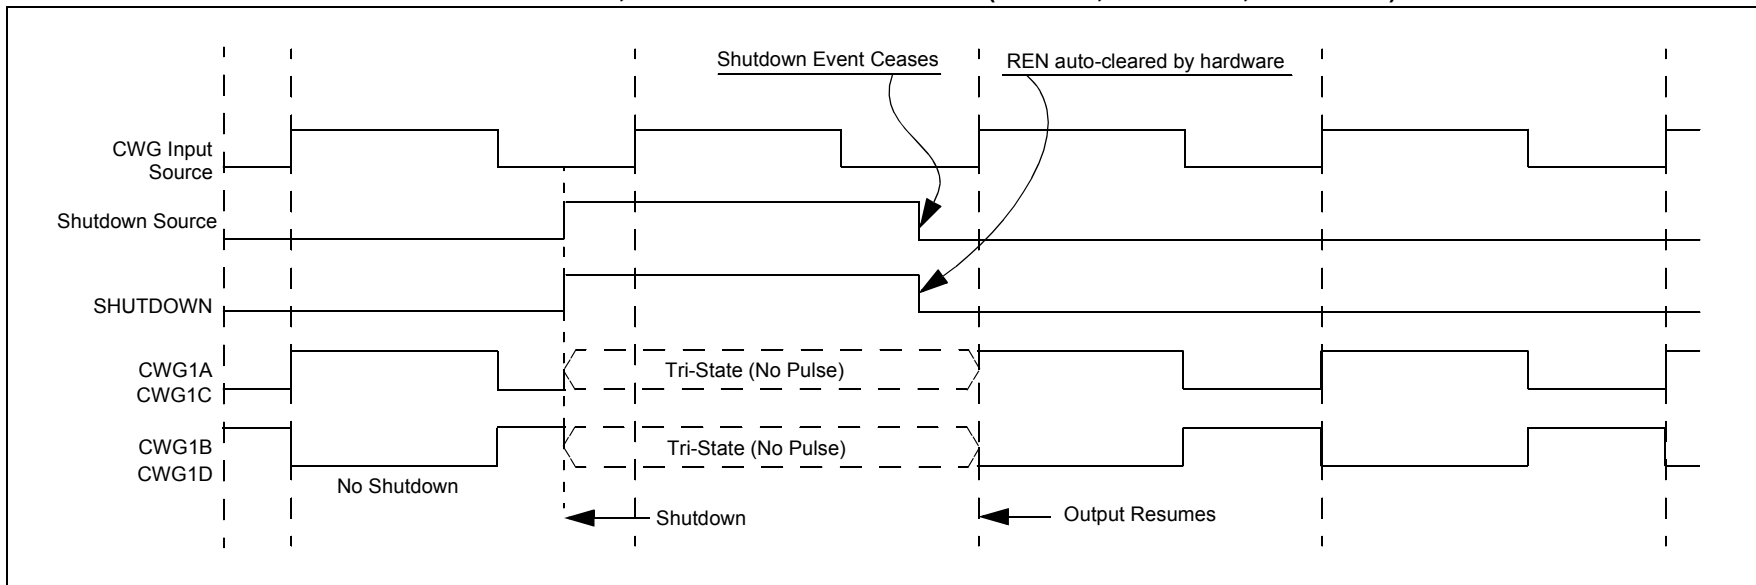 Shutdown Event Ceases
REN auto-cleared by hardware
CWG Input
Source
Shutdown Source
SHUTDOWN
CWG1A
CWG1C
Tri-State (No Pulse)
CWG1B
CWG1D
Tri-State (No Pulse)
No Shutdown
Shutdown
Output Resumes